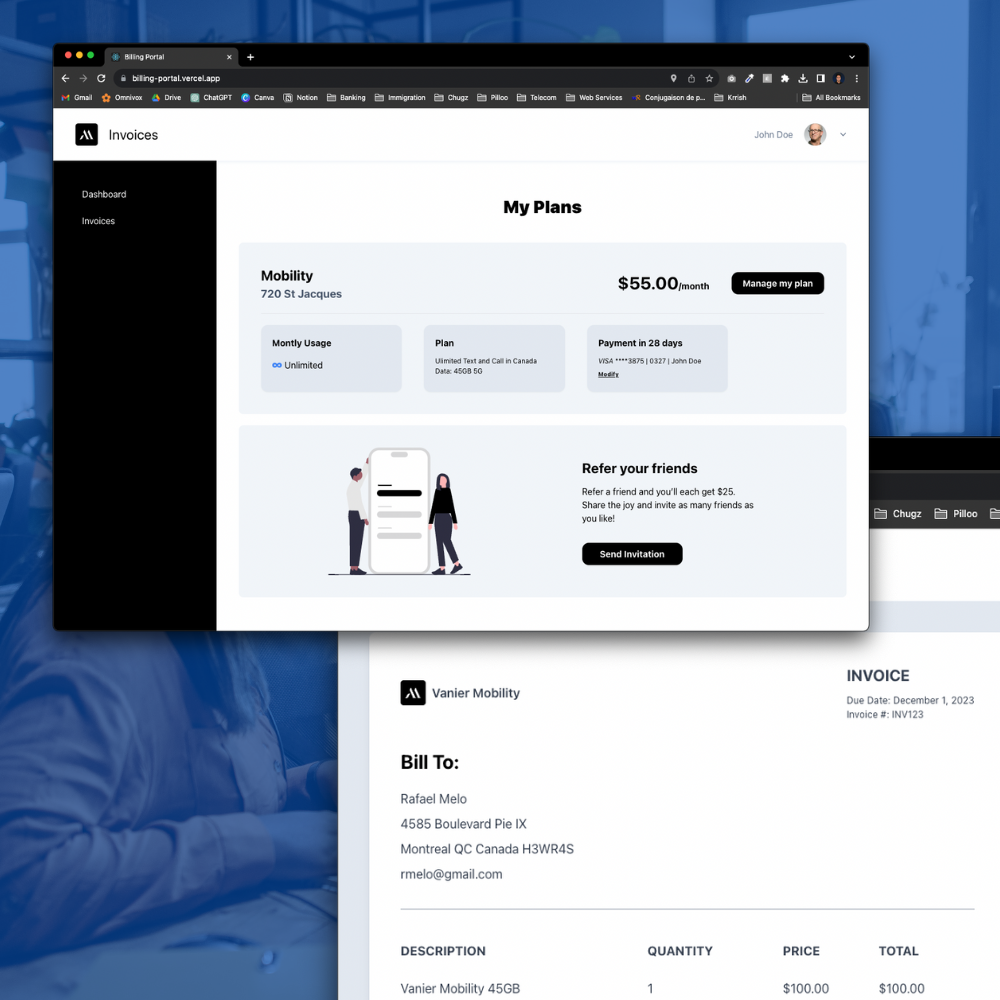 Billing Portal
billing-portal.vercel.app
Gmail Omnivox Drive ChatGPT Canva Notion Banking Immigration Chugz Pilloo Telecom Web Services Conjugaison de p... Krrish All Bookmarks
Invoices
John Doe
Dashboard
Invoices
My Plans
Mobility
720 St Jacques
$55.00/month
Manage my plan
Montly Usage
∞ Unlimited
Plan
Ulimited Text and Call in Canada
Data: 45GB 5G
Payment in 28 days
VISA ****3875 | 0327 | John Doe
Modify
Refer your friends
Refer a friend and you'll each get $25.
Share the joy and invite as many friends as
you like!
Send Invitation
Chugz Pilloo
Vanier Mobility
INVOICE
Due Date: December 1, 2023
Invoice #: INV123
Bill To:
Rafael Melo
4585 Boulevard Pie IX
Montreal QC Canada H3WR4S
rmelo@gmail.com
DESCRIPTION QUANTITY PRICE TOTAL
Vanier Mobility 45GB 1 $100.00 $100.00